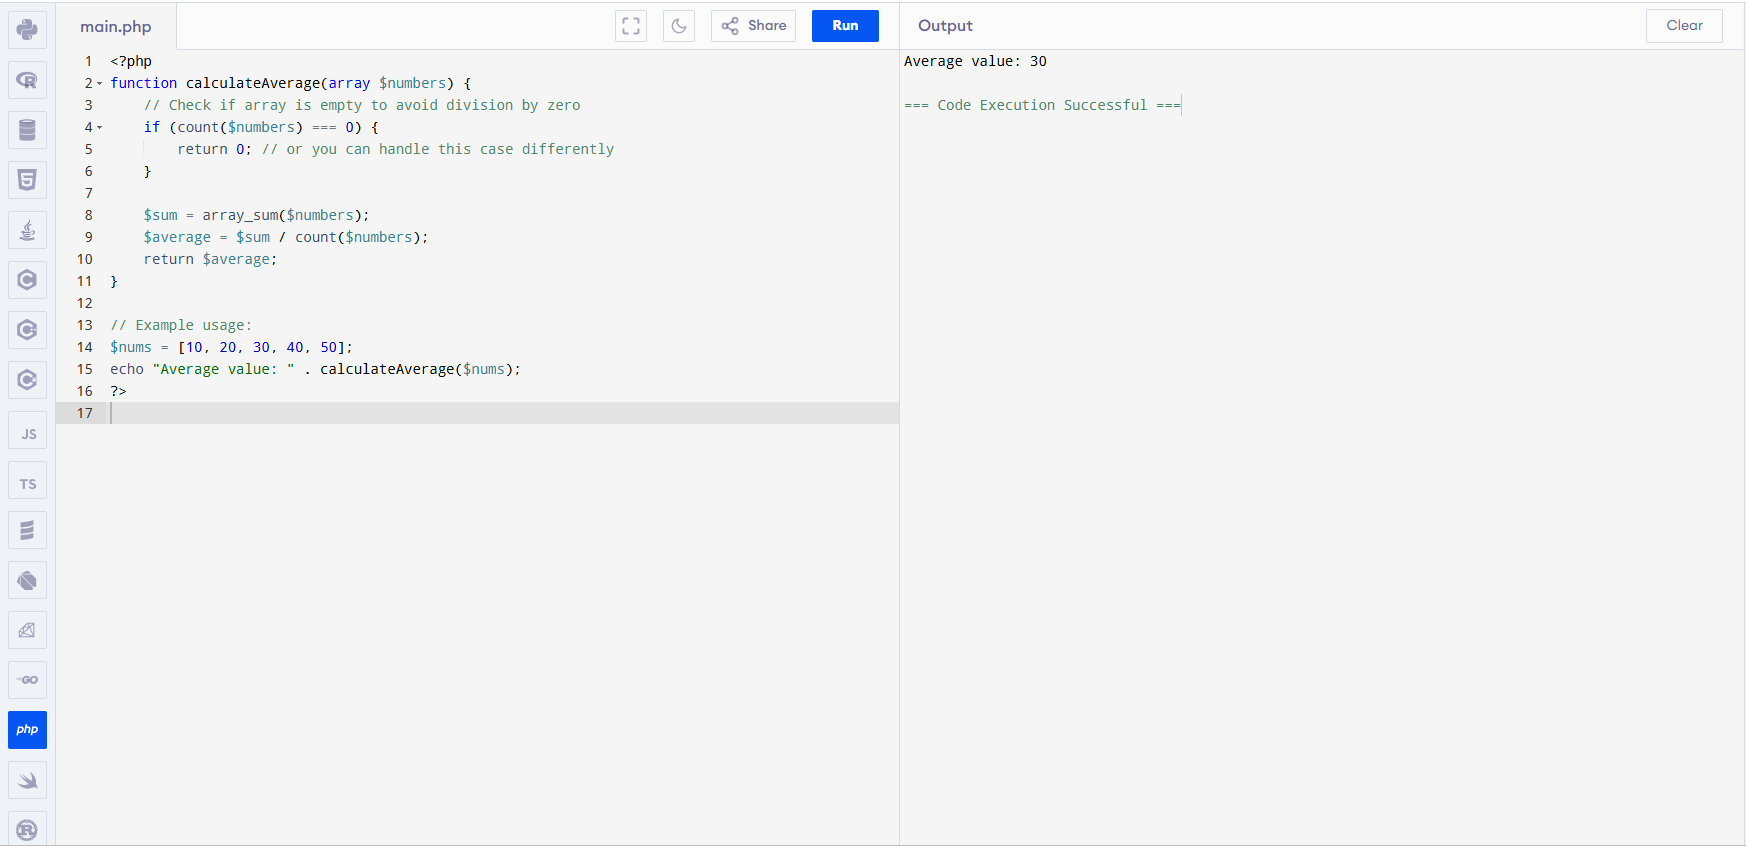 main.php
Share
Run
Output
Clear
1 <?php
2 function calculateAverage(array $numbers) {
3     // Check if array is empty to avoid division by zero
4     if (count($numbers) === 0) {
5         return 0; // or you can handle this case differently
6     }
7
8     $sum = array_sum($numbers);
9     $average = $sum / count($numbers);
10     return $average;
11 }
12
13 // Example usage:
14 $nums = [10, 20, 30, 40, 50];
15 echo "Average value: " . calculateAverage($nums);
16 ?>
17
Average value: 30
=== Code Execution Successful ===
R
5
C
C
C
JS
TS
GO
php
R